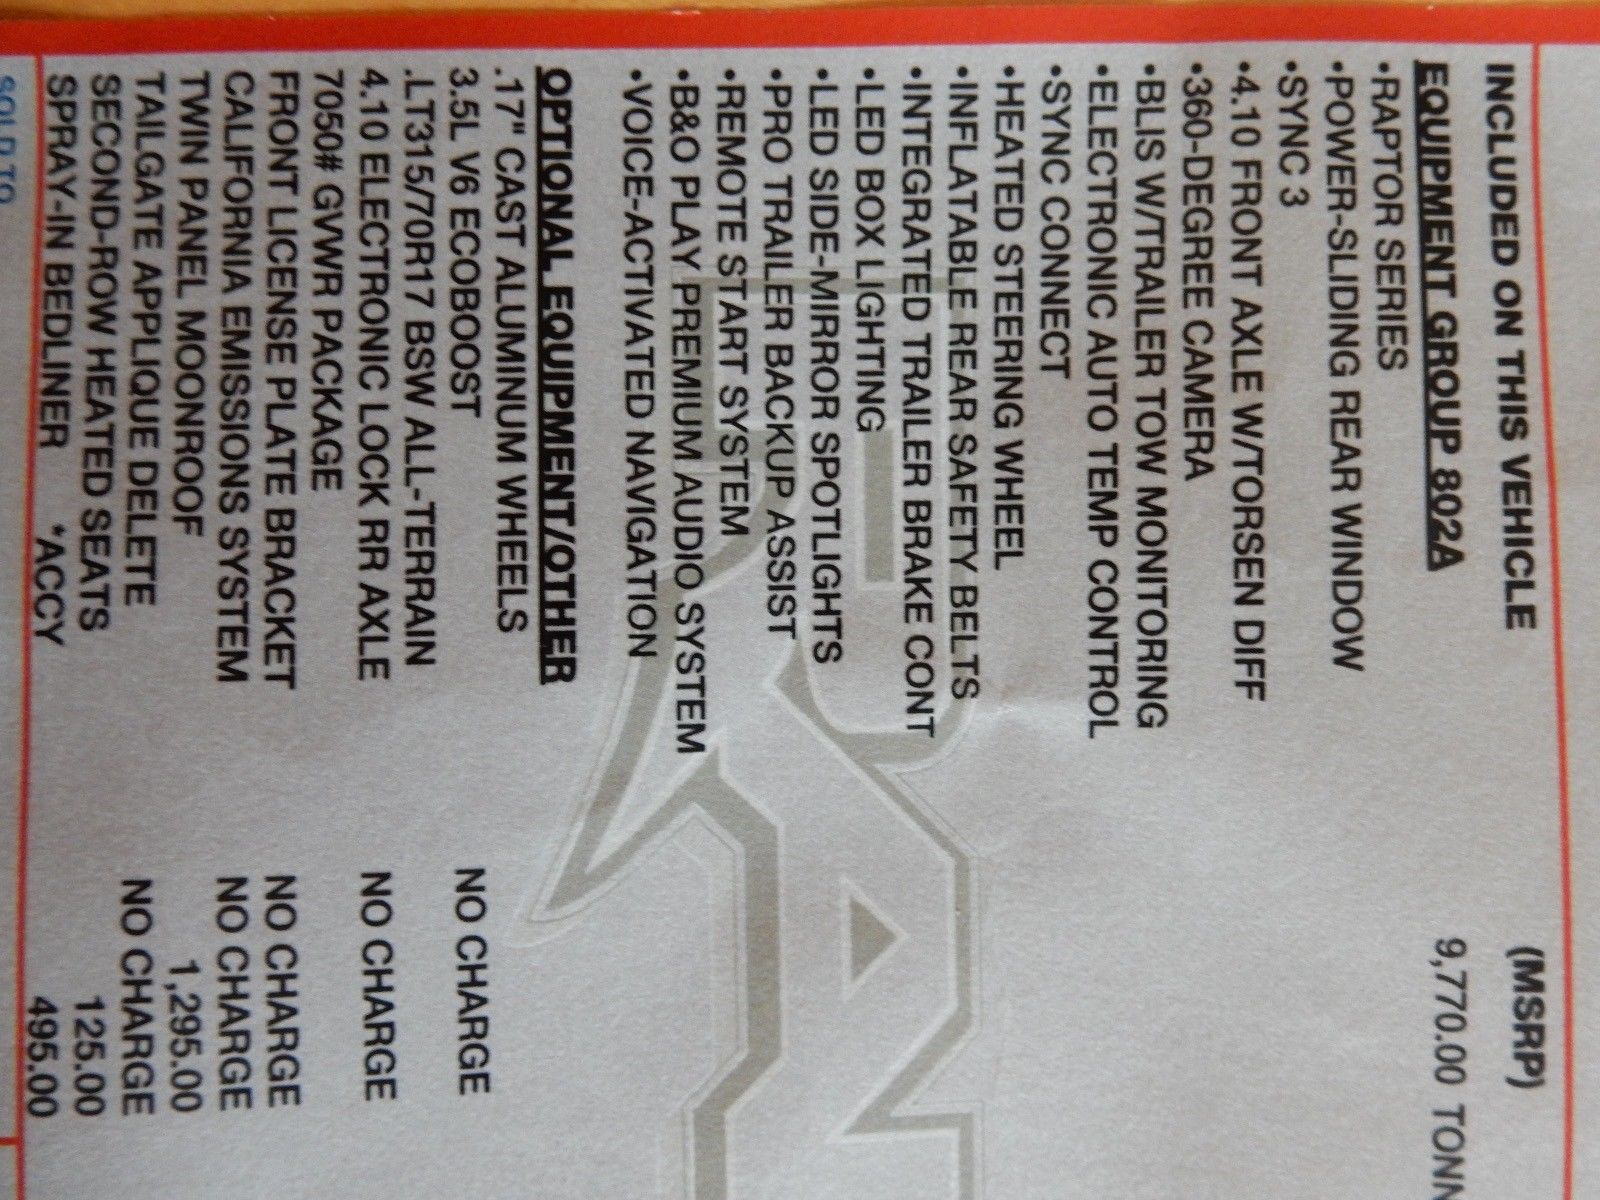 INCLUDED ON THIS VEHICLE (MSRP)
EQUIPMENT GROUP 802A 9,770.00 TONN
•RAPTOR SERIES
•POWER-SLIDING REAR WINDOW
•SYNC 3
•4.10 FRONT AXLE W/TORSEN DIFF
•360-DEGREE CAMERA
•BLIS W/TRAILER TOW MONITORING
•ELECTRONIC AUTO TEMP CONTROL
•SYNC CONNECT
•HEATED STEERING WHEEL
•INFLATABLE REAR SAFETY BELTS
•INTEGRATED TRAILER BRAKE CONT
•LED BOX LIGHTING
•LED SIDE-MIRROR SPOTLIGHTS
•PRO TRAILER BACKUP ASSIST
•REMOTE START SYSTEM
•B&O PLAY PREMIUM AUDIO SYSTEM
•VOICE-ACTIVATED NAVIGATION
OPTIONAL EQUIPMENT/OTHER
.17" CAST ALUMINUM WHEELS
3.5L V6 ECOBOOST NO CHARGE
.LT315/70R17 BSW ALL-TERRAIN
4.10 ELECTRONIC LOCK RR AXLE NO CHARGE
7050# GVWR PACKAGE
FRONT LICENSE PLATE BRACKET NO CHARGE
CALIFORNIA EMISSIONS SYSTEM NO CHARGE
TWIN PANEL MOONROOF 1,295.00
TAILGATE APPLIQUE DELETE NO CHARGE
SECOND-ROW HEATED SEATS 125.00
SPRAY-IN BEDLINER *ACCY 495.00
SOLD TO